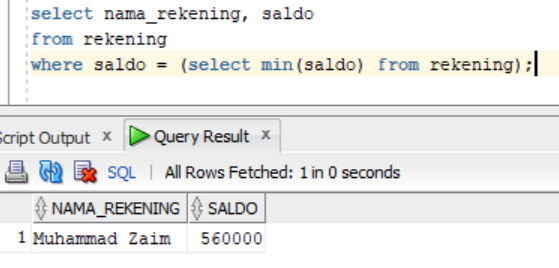 select nama_rekening, saldo
from rekening
where saldo = (select min(saldo) from rekening);
Script Output x Query Result x
SQL | All Rows Fetched: 1 in 0 seconds
NAMA_REKENING SALDO
1 Muhammad Zaim 560000